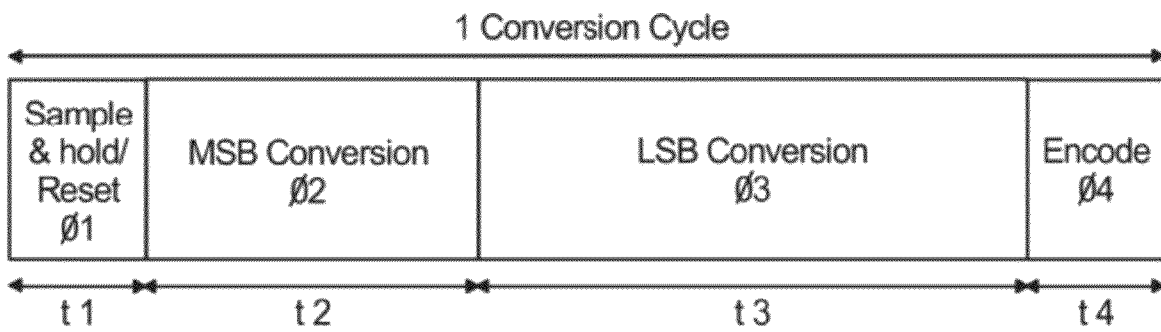 1 Conversion Cycle
Sample
& hold/
Reset
Ø1
MSB Conversion
Ø2
LSB Conversion
Ø3
Encode
Ø4
t 1
t 2
t 3
t 4